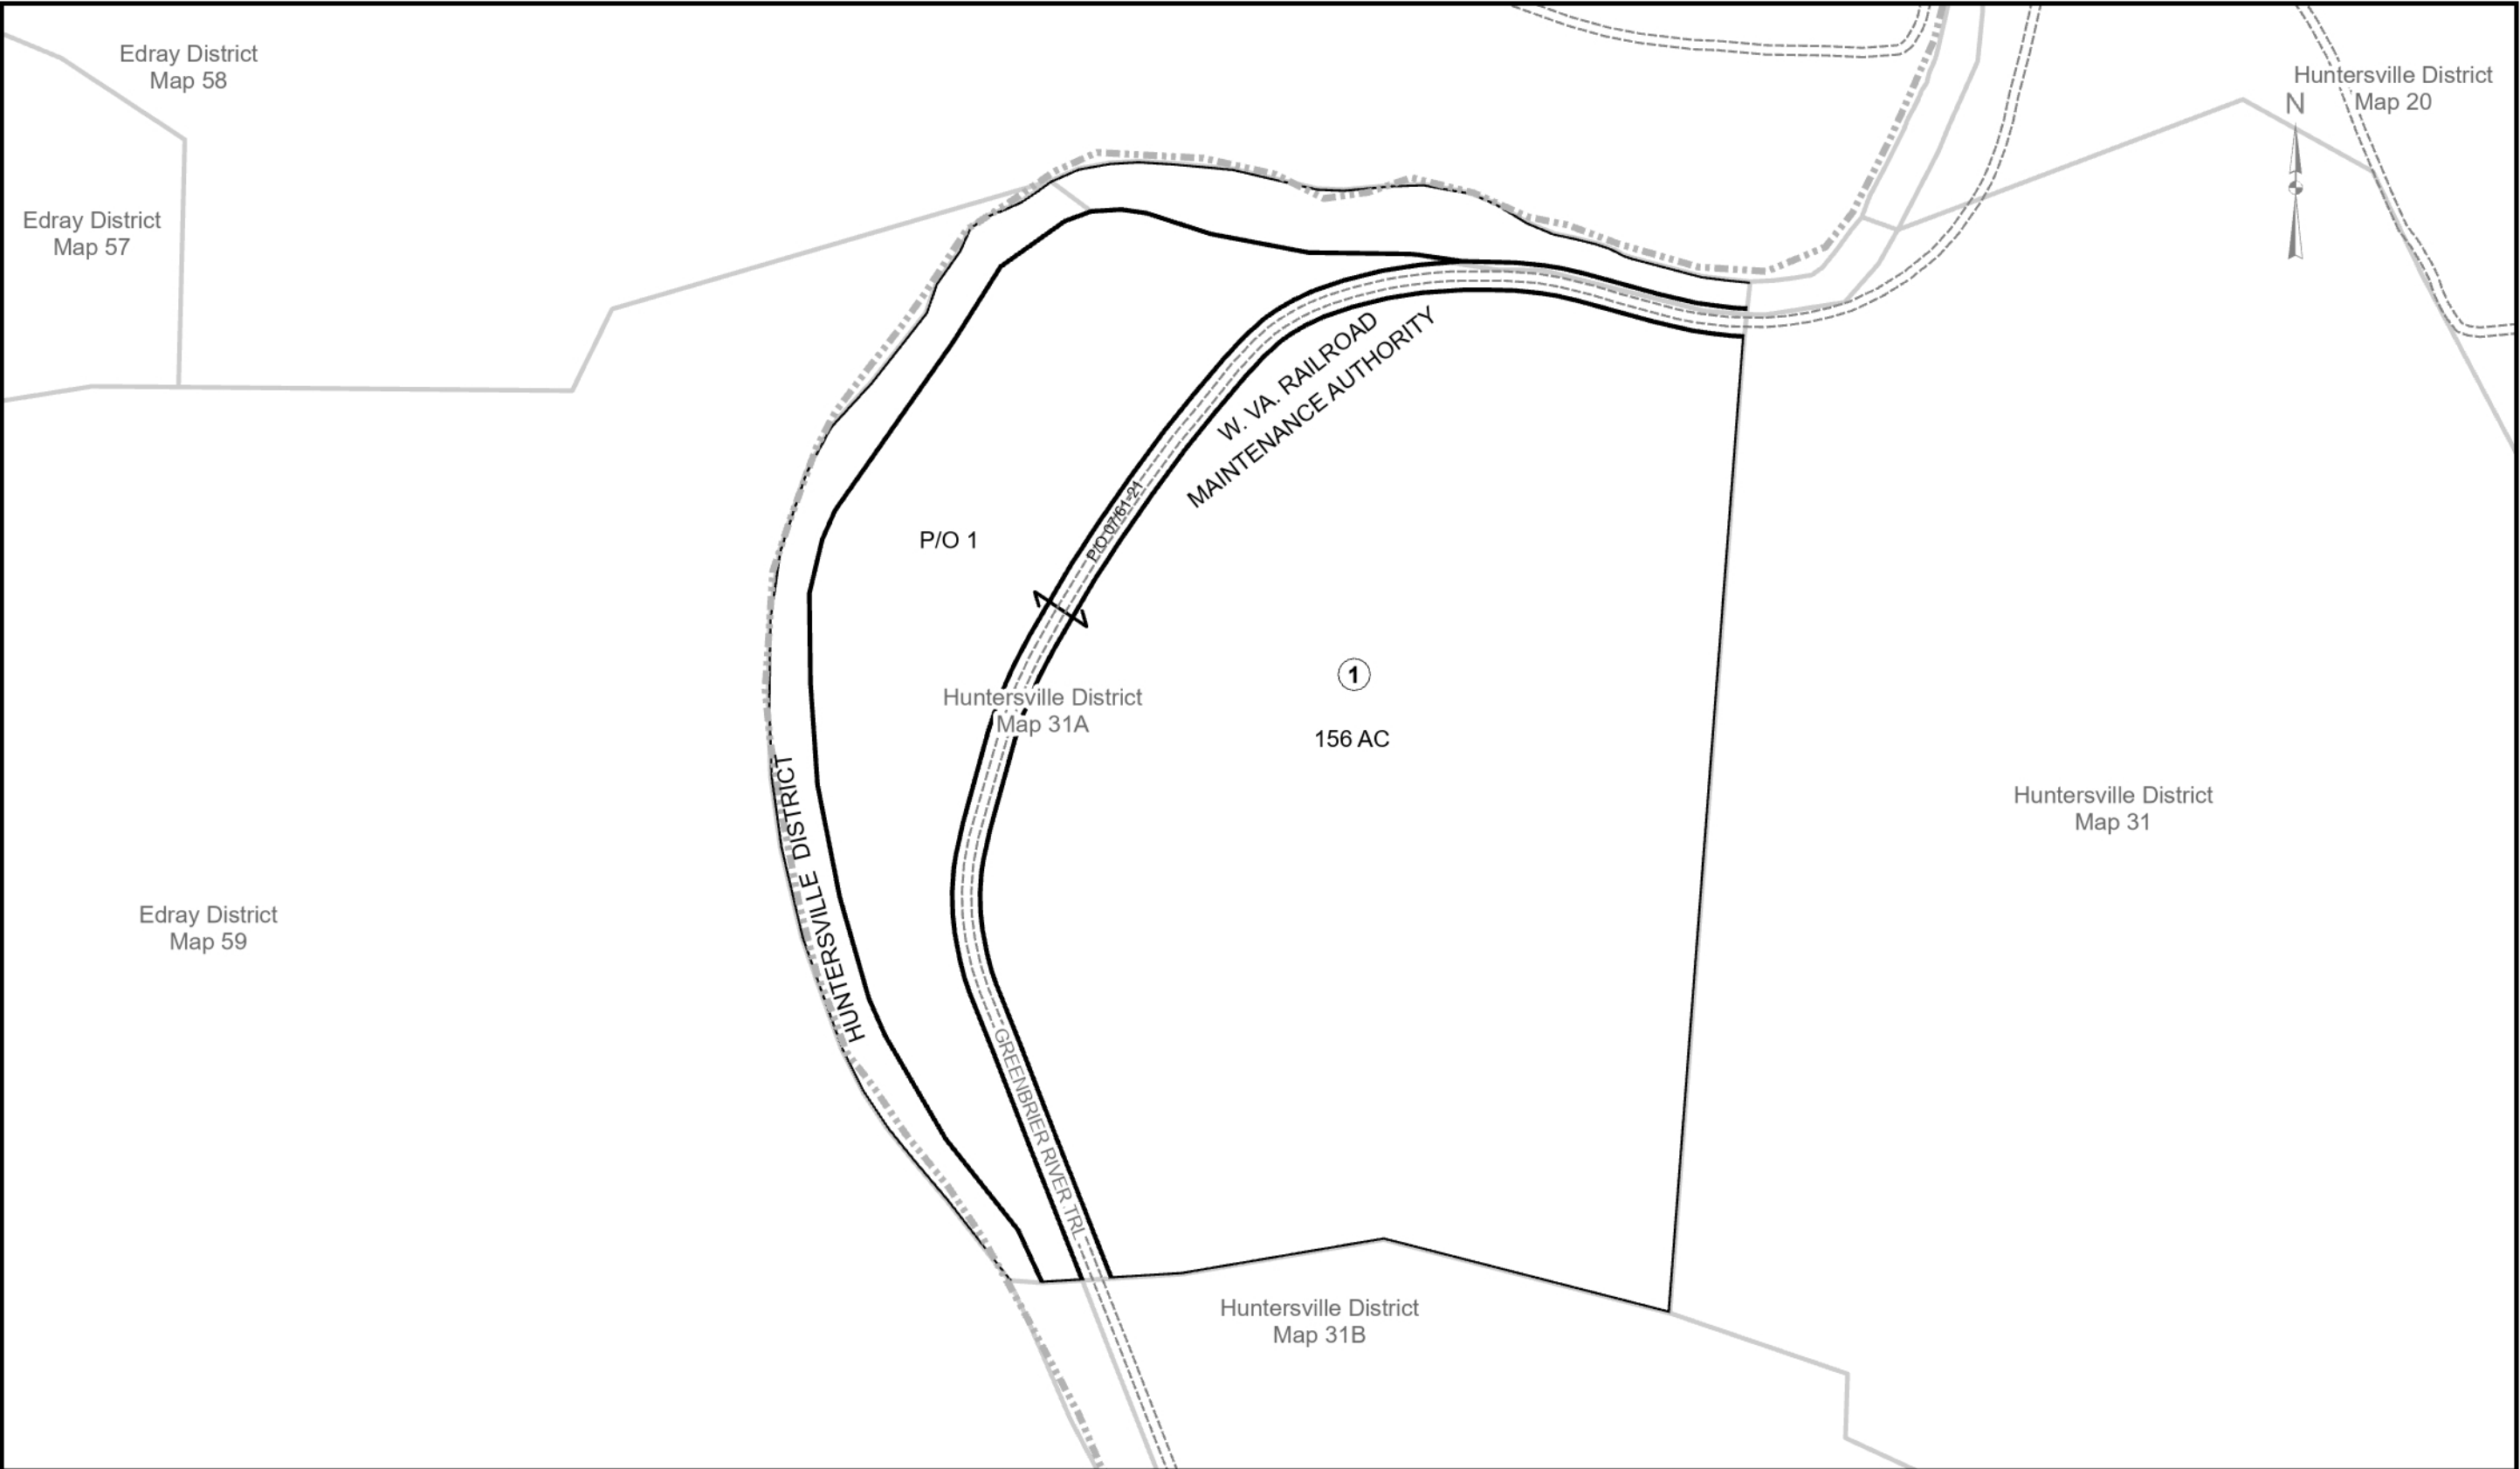 Edray District
Map 58
Huntersville District
Map 20
N
Edray District
Map 57
W. VA. RAILROAD
MAINTENANCE AUTHORITY
P/O 07/61-21
P/O 1
1
156 AC
Huntersville District
Map 31A
HUNTERSVILLE DISTRICT
Huntersville District
Map 31
Edray District
Map 59
GREENBRIER RIVER TRL
Huntersville District
Map 31B